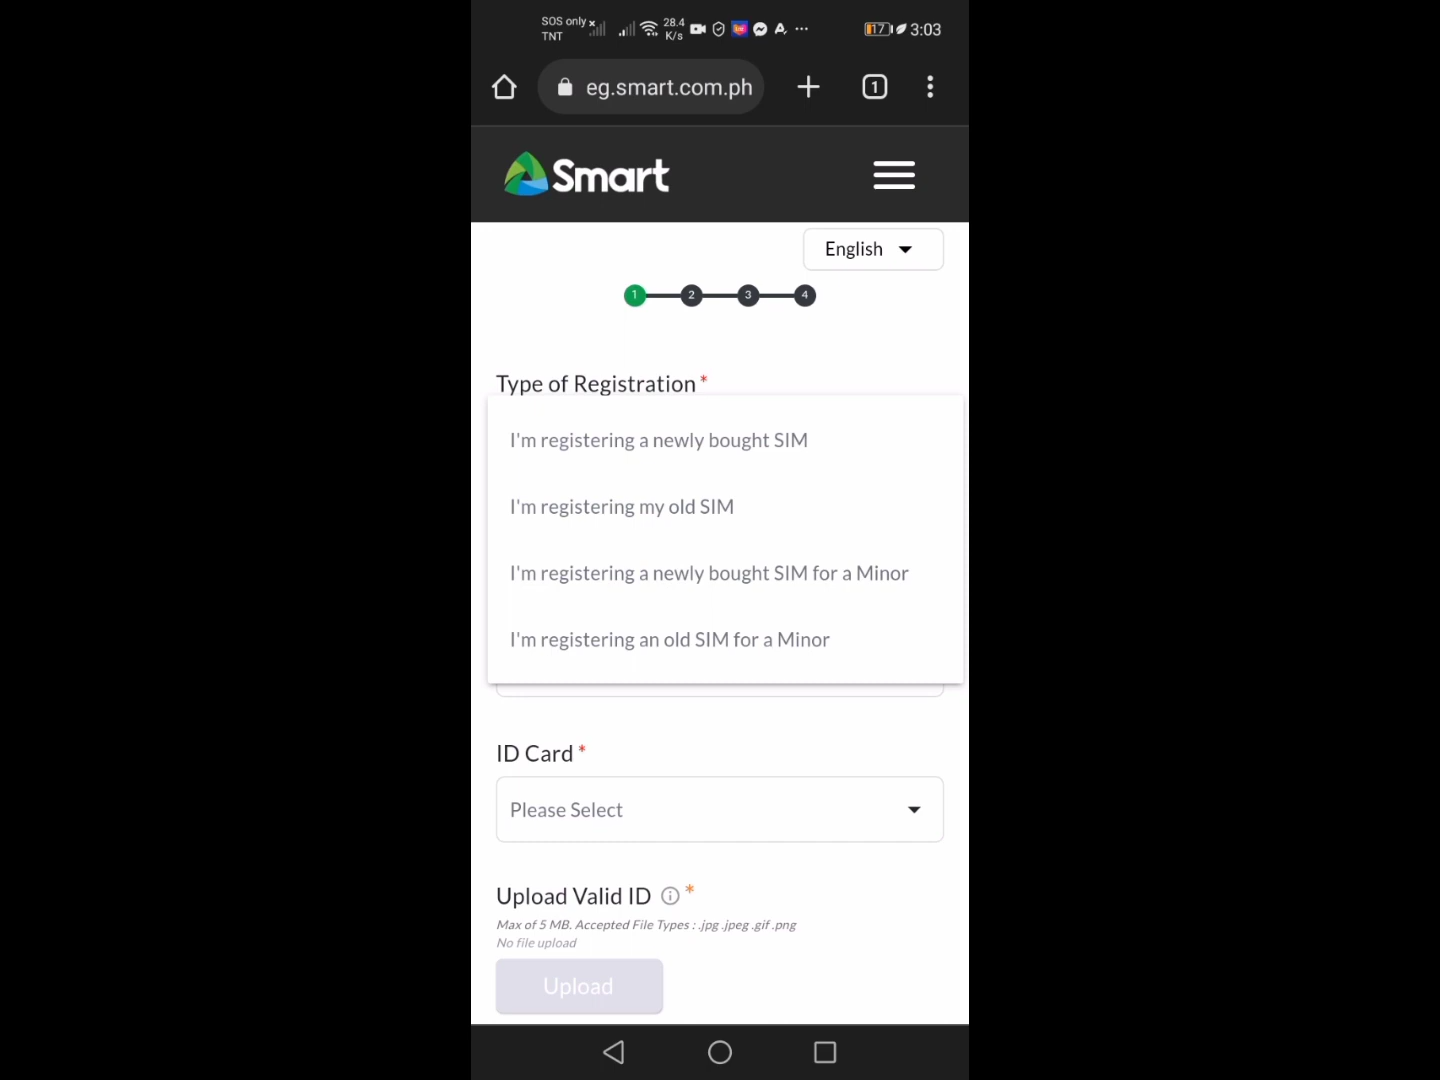 SOS only
TNT
28.4
K/s
17
3:03
eg.smart.com.ph
1
Smart
English
1
2
3
4
Type of Registration *
I'm registering a newly bought SIM
I'm registering my old SIM
I'm registering a newly bought SIM for a Minor
I'm registering an old SIM for a Minor
ID Card *
Please Select
Upload Valid ID *
Max of 5 MB. Accepted File Types : .jpg .jpeg .gif .png
No file upload
Upload